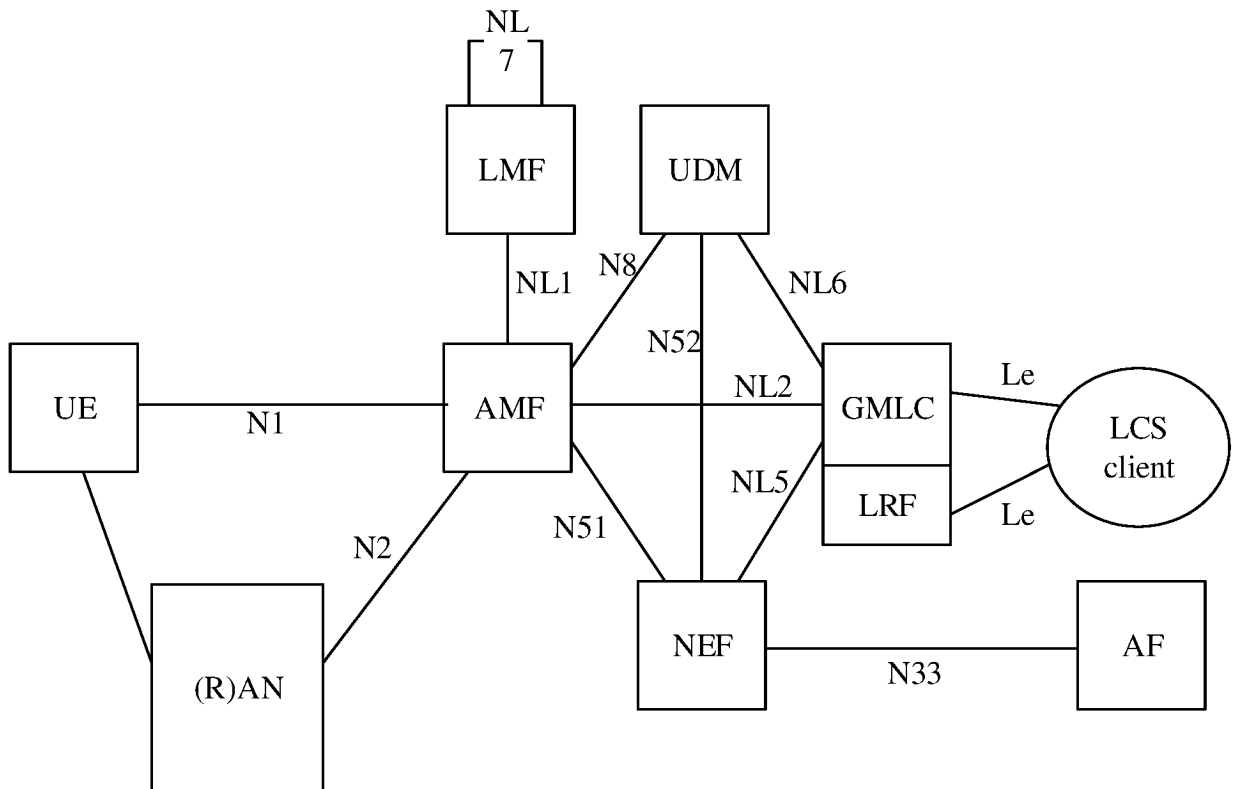 NL
7
LMF
UDM
NL1
N8
NL6
N52
UE
N1
AMF
NL2
GMLC
Le
LCS
client
LRF
Le
NL5
N51
N2
(R)AN
NEF
N33
AF